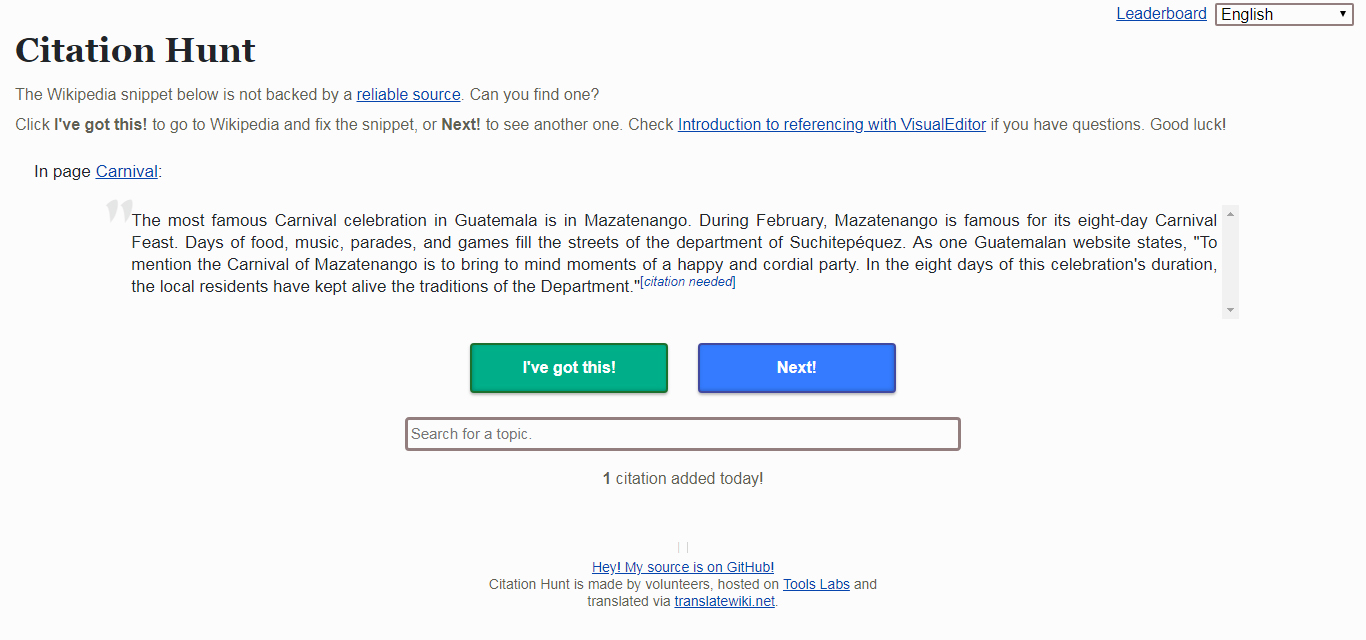 Leaderboard English
Citation Hunt
The Wikipedia snippet below is not backed by a reliable source. Can you find one?
Click I've got this! to go to Wikipedia and fix the snippet, or Next! to see another one. Check Introduction to referencing with VisualEditor if you have questions. Good luck!
In page Carnival:
"The most famous Carnival celebration in Guatemala is in Mazatenango. During February, Mazatenango is famous for its eight-day Carnival
Feast. Days of food, music, parades, and games fill the streets of the department of Suchitepéquez. As one Guatemalan website states, "To
mention the Carnival of Mazatenango is to bring to mind moments of a happy and cordial party. In the eight days of this celebration's duration,
the local residents have kept alive the traditions of the Department."[citation needed]
I've got this! Next!
Search for a topic.
1 citation added today!
| |
Hey! My source is on GitHub!
Citation Hunt is made by volunteers, hosted on Tools Labs and
translated via translatewiki.net.